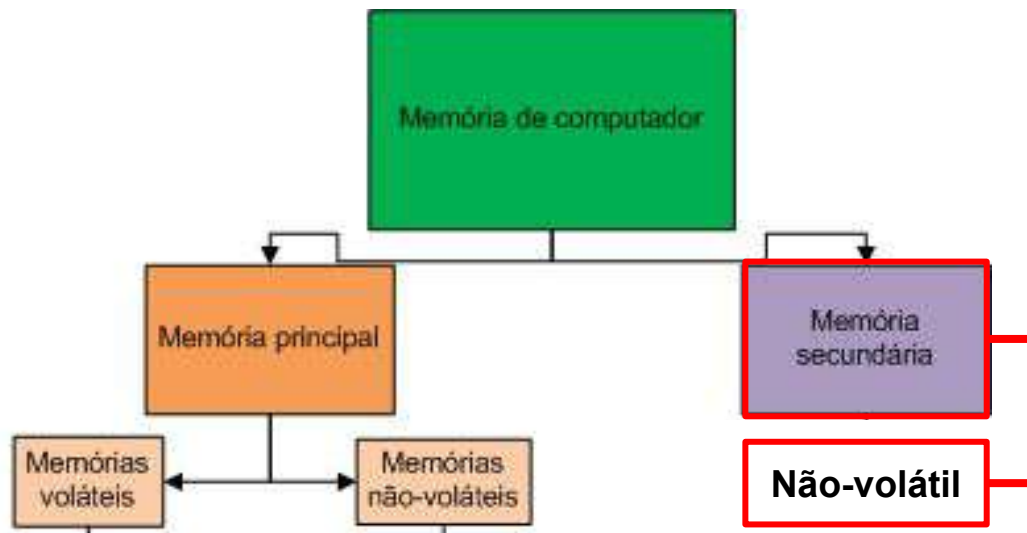 Memória de computador
Memória principal
Memória
secundária
Memórias
voláteis
Memórias
não-voláteis
Não-volátil